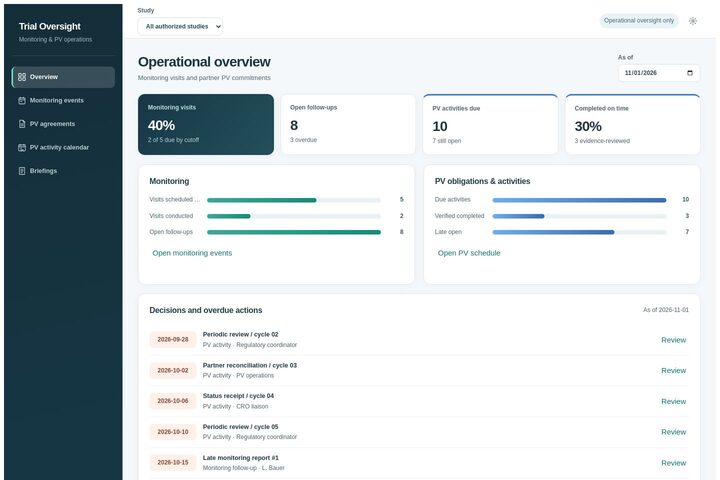 Trial Oversight
Monitoring & PV operations
Overview
Monitoring events
PV agreements
PV activity calendar
Briefings
Study
All authorized studies
Operational oversight only
Operational overview
Monitoring visits and partner PV commitments
As of
11/01/2026
Monitoring visits
40%
2 of 5 due by cutoff
Open follow-ups
8
3 overdue
PV activities due
10
7 still open
Completed on time
30%
3 evidence-reviewed
Monitoring
Visits scheduled ... 5
Visits conducted 2
Open follow-ups 8
Open monitoring events
PV obligations & activities
Due activities 10
Verified completed 3
Late open 7
Open PV schedule
Decisions and overdue actions
As of 2026-11-01
2026-09-28
Periodic review / cycle 02
PV activity · Regulatory coordinator
Review
2026-10-02
Partner reconciliation / cycle 03
PV activity · PV operations
Review
2026-10-06
Status receipt / cycle 04
PV activity · CRO liaison
Review
2026-10-10
Periodic review / cycle 05
PV activity · Regulatory coordinator
Review
2026-10-15
Late monitoring report #1
Monitoring follow-up · L. Bauer
Review